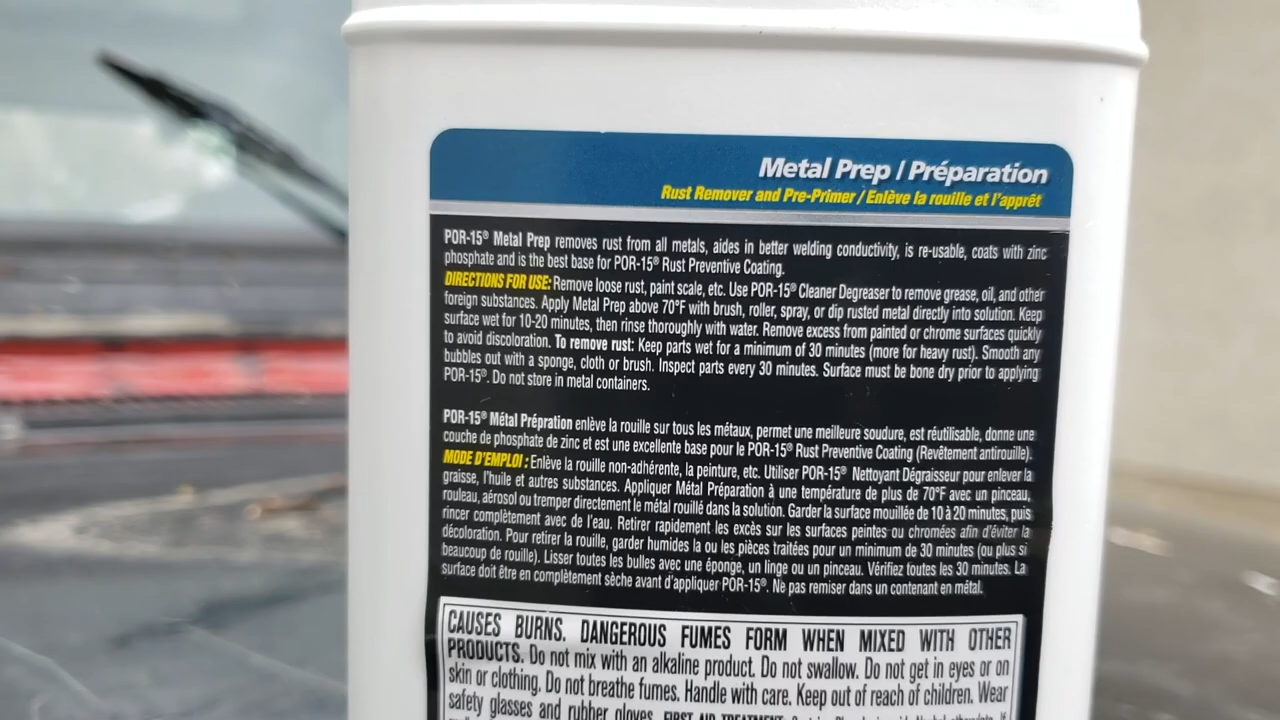 Metal Prep / Préparation
Rust Remover and Pre-Primer / Enlève la rouille et l'apprêt
POR-15® Metal Prep removes rust from all metals, aides in better welding conductivity, is re-usable, coats with zinc
phosphate and is the best base for POR-15® Rust Preventive Coating.
DIRECTIONS FOR USE: Remove loose rust, paint scale, etc. Use POR-15® Cleaner Degreaser to remove grease, oil, and other
foreign substances. Apply Metal Prep above 70°F with brush, roller, spray, or dip rusted metal directly into solution. Keep
surface wet for 10-20 minutes, then rinse thoroughly with water. Remove excess from painted or chrome surfaces quickly
to avoid discoloration. To remove rust: Keep parts wet for a minimum of 30 minutes (more for heavy rust). Smooth any
bubbles out with a sponge, cloth or brush. Inspect parts every 30 minutes. Surface must be bone dry prior to applying
POR-15®. Do not store in metal containers.
POR-15® Métal Prépration enlève la rouille sur tous les métaux, permet une meilleure soudure, est réutilisable, donne une
couche de phosphate de zinc et est une excellente base pour le POR-15® Rust Preventive Coating (Revêtement antirouille).
MODE D'EMPLOI : Enlève la rouille non-adhérente, la peinture, etc. Utiliser POR-15® Nettoyant Dégraisseur pour enlever la
graisse, l'huile et autres substances. Appliquer Métal Préparation à une température de plus de 70°F avec un pinceau,
rouleau, aérosol ou tremper directement le métal rouillé dans la solution. Garder la surface mouillée de 10 à 20 minutes, puis
rincer complètement avec de l'eau. Retirer rapidement les excès sur les surfaces peintes ou chromées afin d'éviter la
décoloration. Pour retirer la rouille, garder humides la ou les pièces traitées pour un minimum de 30 minutes (ou plus si
beaucoup de rouille). Lisser toutes les bulles avec une éponge, un linge ou un pinceau. Vérifiez toutes les 30 minutes. La
surface doit être en complètement sèche avant d'appliquer POR-15®. Ne pas remiser dans un contenant en métal.
CAUSES BURNS. DANGEROUS FUMES FORM WHEN MIXED WITH OTHER
PRODUCTS. Do not mix with an alkaline product. Do not swallow. Do not get in eyes or on
skin or clothing. Do not breathe fumes. Handle with care. Keep out of reach of children. Wear
safety glasses and rubber gloves. FIRST AID TREATMENT: